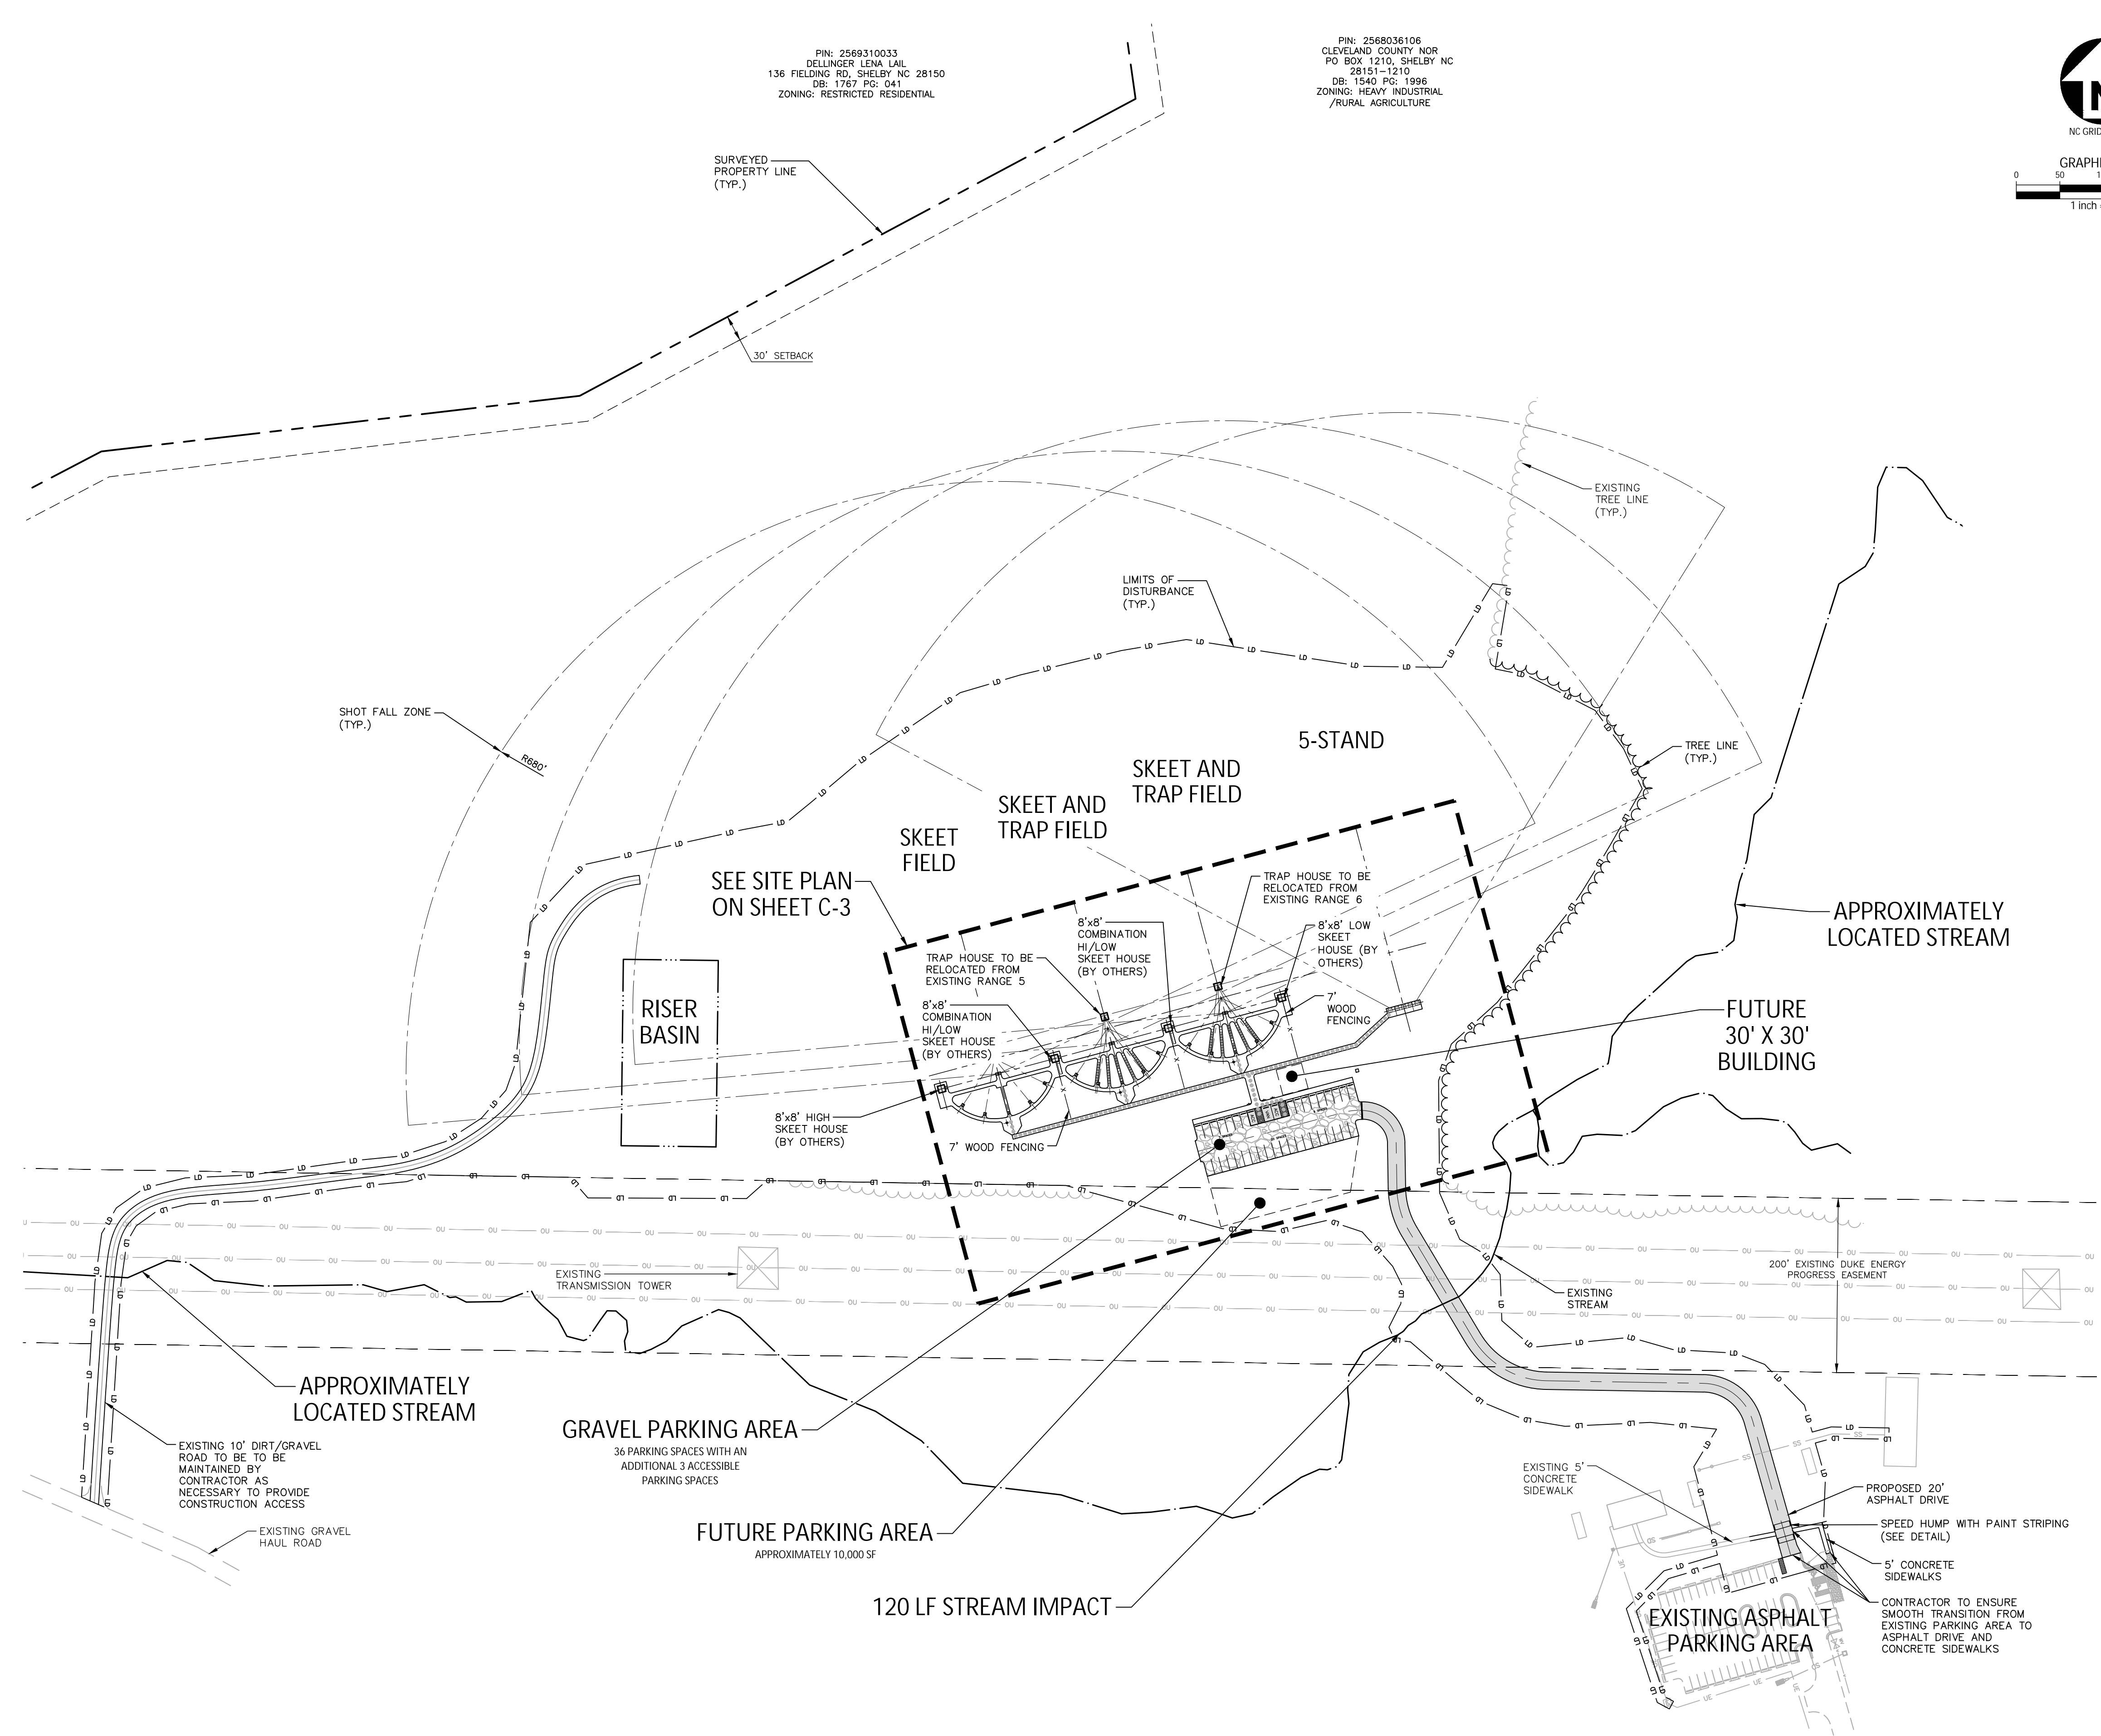 PIN: 2569310033
DELLINGER LENA LAIL
136 FIELDING RD, SHELBY NC 28150
DB: 1767 PG: 041
ZONING: RESTRICTED RESIDENTIAL
PIN: 2568036106
CLEVELAND COUNTY NOR
PO BOX 1210, SHELBY NC
28151-1210
DB: 1540 PG: 1996
ZONING: HEAVY INDUSTRIAL
/RURAL AGRICULTURE
NC GRID
0 50
1 inch
SURVEYED
PROPERTY LINE
(TYP.)
30' SETBACK
EXISTING
TREE LINE
(TYP.)
LIMITS OF
DISTURBANCE
(TYP.)
SHOT FALL ZONE
(TYP.)
R680'
5-STAND
TREE LINE
(TYP.)
SKEET AND
TRAP FIELD
SKEET AND
TRAP FIELD
SKEET
FIELD
SEE SITE PLAN
ON SHEET C-3
TRAP HOUSE TO BE
RELOCATED FROM
EXISTING RANGE 6
8'x8'
COMBINATION
HI/LOW
SKEET HOUSE
(BY OTHERS)
8'x8' LOW
SKEET
HOUSE (BY
OTHERS)
APPROXIMATELY
LOCATED STREAM
TRAP HOUSE TO BE
RELOCATED FROM
EXISTING RANGE 5
RISER
BASIN
8'x8'
COMBINATION
HI/LOW
SKEET HOUSE
(BY OTHERS)
7'
WOOD
FENCING
FUTURE
30' X 30'
BUILDING
8'x8' HIGH
SKEET HOUSE
(BY OTHERS)
7' WOOD FENCING
EXISTING
TRANSMISSION TOWER
200' EXISTING DUKE ENERGY
PROGRESS EASEMENT
EXISTING
STREAM
APPROXIMATELY
LOCATED STREAM
GRAVEL PARKING AREA
36 PARKING SPACES WITH AN
ADDITIONAL 3 ACCESSIBLE
PARKING SPACES
EXISTING 10' DIRT/GRAVEL
ROAD TO BE TO BE
MAINTAINED BY
CONTRACTOR AS
NECESSARY TO PROVIDE
CONSTRUCTION ACCESS
EXISTING GRAVEL
HAUL ROAD
FUTURE PARKING AREA
APPROXIMATELY 10,000 SF
120 LF STREAM IMPACT
EXISTING 5'
CONCRETE
SIDEWALK
PROPOSED 20'
ASPHALT DRIVE
SPEED HUMP WITH PAINT STRIPING
(SEE DETAIL)
5' CONCRETE
SIDEWALKS
CONTRACTOR TO ENSURE
SMOOTH TRANSITION FROM
EXISTING PARKING AREA TO
ASPHALT DRIVE AND
CONCRETE SIDEWALKS
EXISTING ASPHALT
PARKING AREA